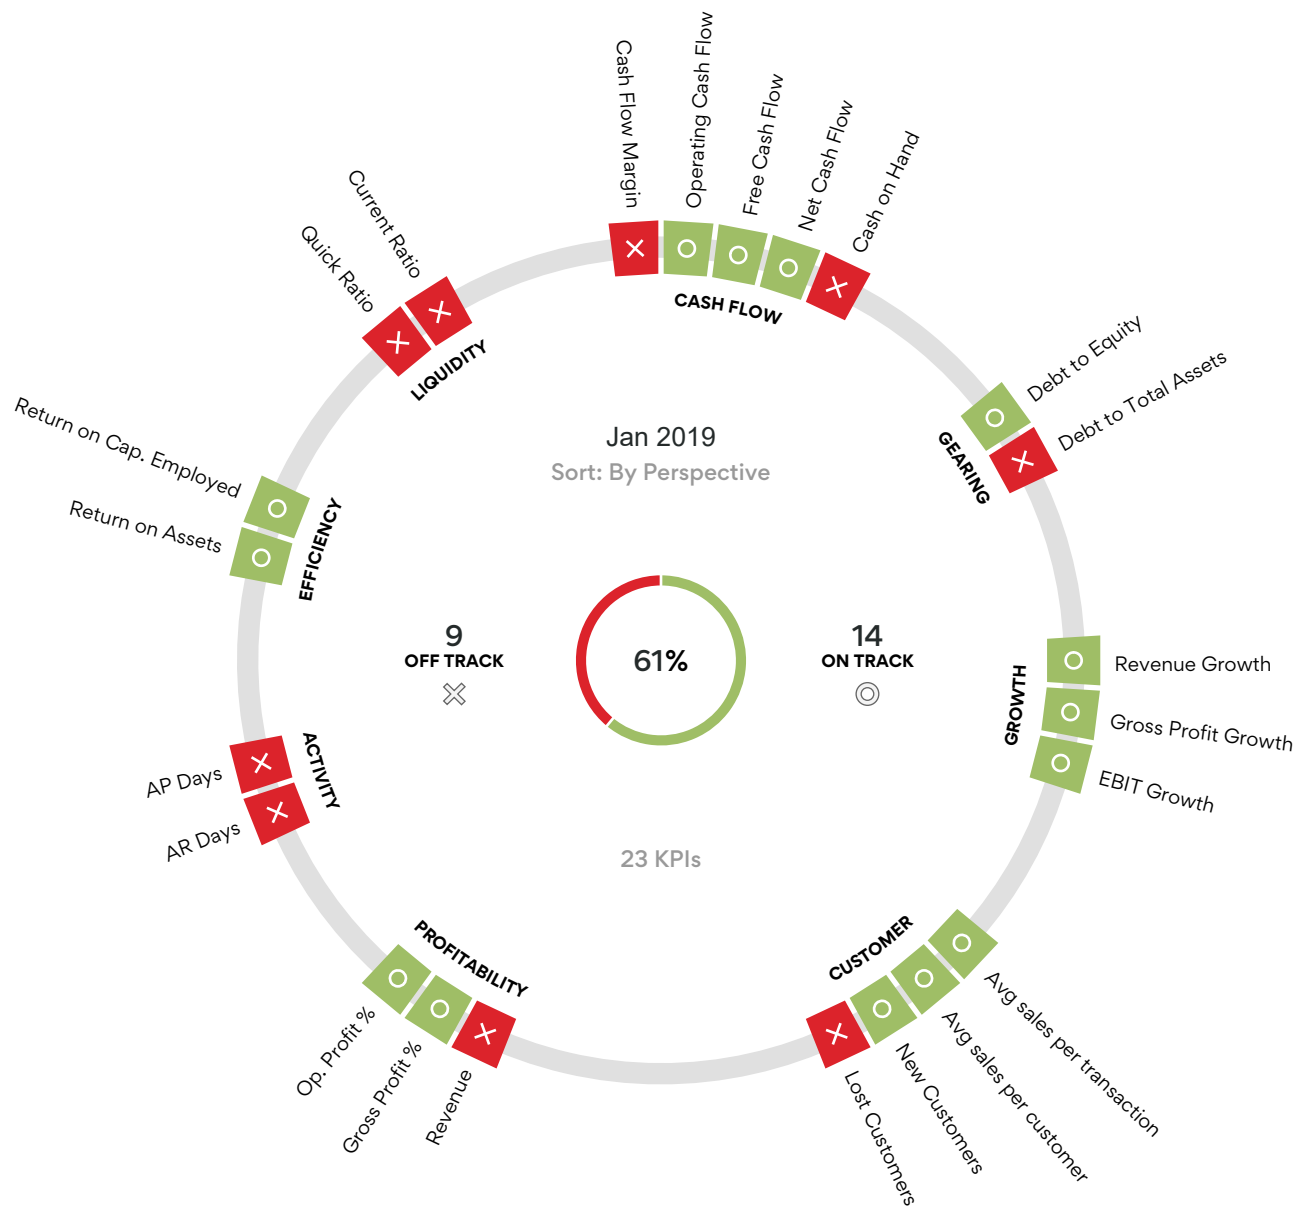 Cash Flow Margin
Operating Cash Flow
Free Cash Flow
Net Cash Flow
Cash on Hand
CASH FLOW
Debt to Equity
Debt to Total Assets
GEARING
Revenue Growth
Gross Profit Growth
EBIT Growth
GROWTH
Avg sales per transaction
Avg sales per customer
New Customers
Lost Customers
CUSTOMER
Revenue
Gross Profit %
Op. Profit %
PROFITABILITY
AR Days
AP Days
ACTIVITY
Return on Assets
Return on Cap. Employed
EFFICIENCY
Quick Ratio
Current Ratio
LIQUIDITY
Jan 2019
Sort: By Perspective
9
OFF TRACK
61%
14
ON TRACK
23 KPIs